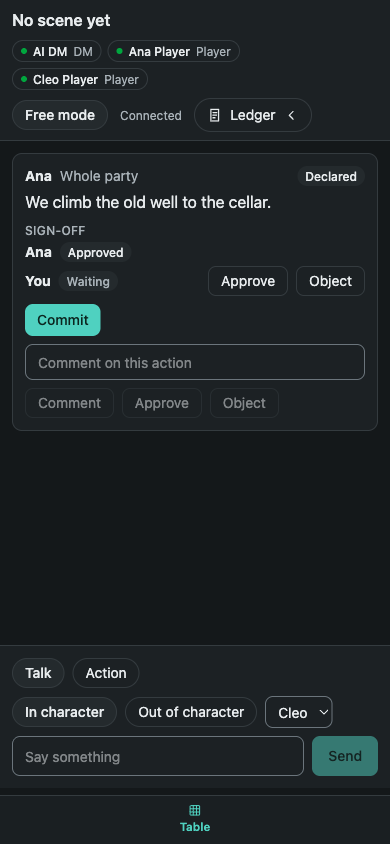 No scene yet
AI DM DM
Ana Player Player
Cleo Player Player
Free mode Connected Ledger
Ana Whole party Declared
We climb the old well to the cellar.
SIGN-OFF
Ana Approved
You Waiting Approve Object
Commit
Comment on this action
Comment Approve Object
Talk Action
In character Out of character Cleo
Say something Send
Table